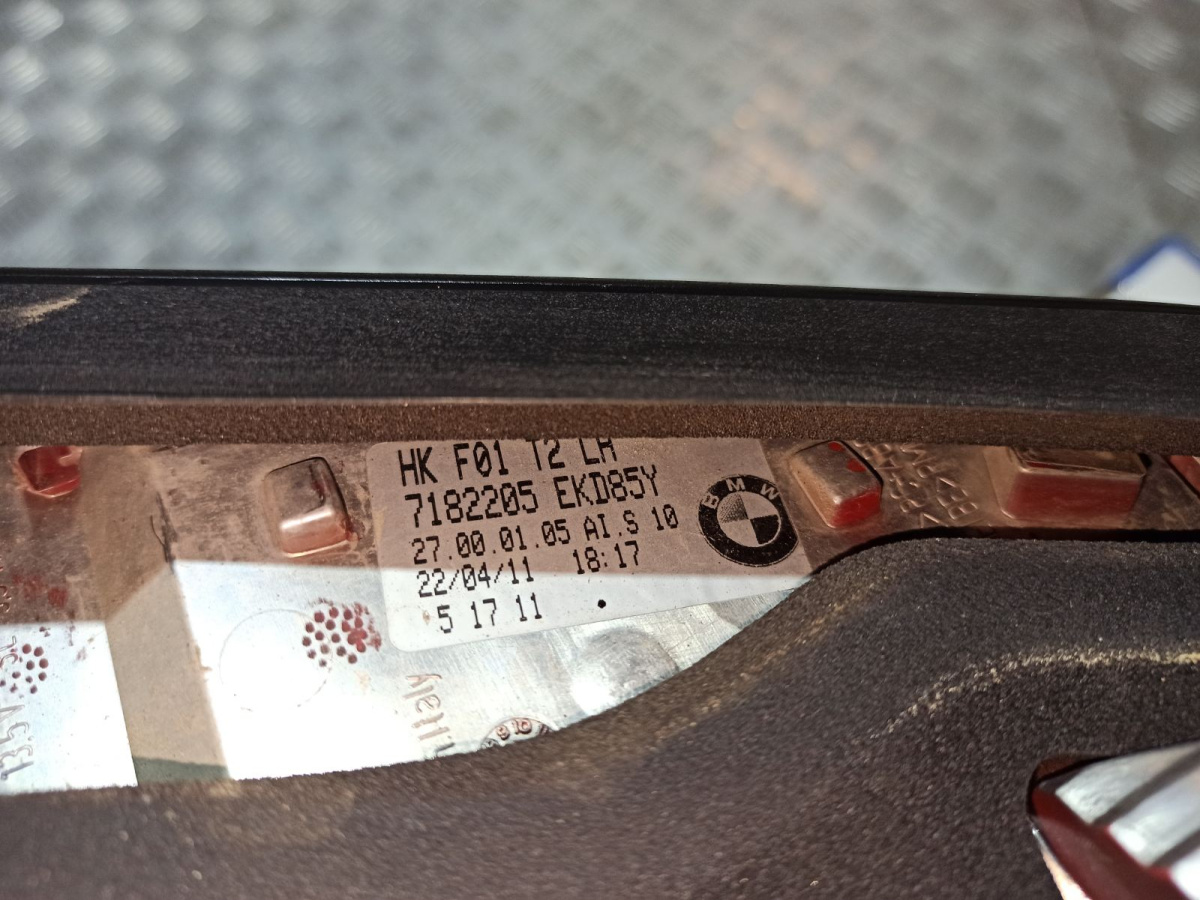 HK F01 T2 LH
7182205 EKD85Y
27.00.01.05 AI.S 10
22/04/11 18:17
5 17 11
BMW